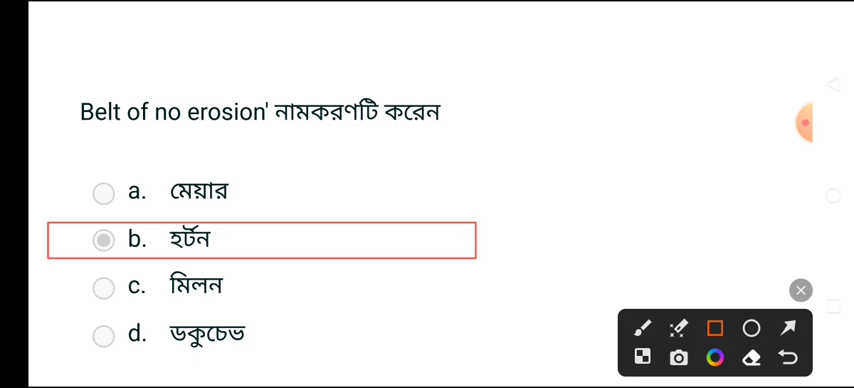 Belt of no erosion' নামকরণটি করেন
a. মেয়ার
b. হর্টন
c. মিলন
d. ডকুচেভ